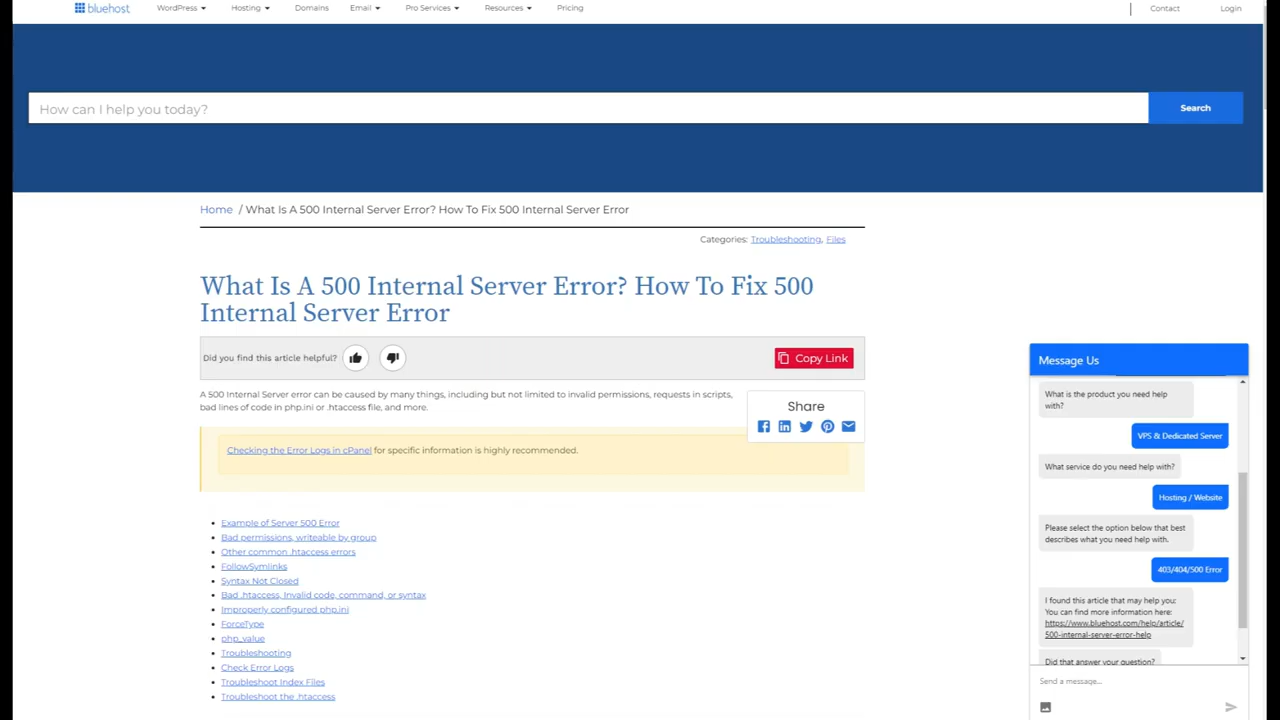 bluehost WordPress Hosting Domains Email Pro Services Resources Pricing Contact Login
How can I help you today? Search
Home / What Is A 500 Internal Server Error? How To Fix 500 Internal Server Error
Categories: Troubleshooting, Files
What Is A 500 Internal Server Error? How To Fix 500
Internal Server Error
Did you find this article helpful? Copy Link
A 500 Internal Server error can be caused by many things, including but not limited to invalid permissions, requests in scripts,
bad lines of code in php.ini or .htaccess file, and more.
Share
Checking the Error Logs in cPanel for specific information is highly recommended.
Example of Server 500 Error
Bad permissions, writeable by group
Other common .htaccess errors
FollowSymlinks
Syntax Not Closed
Bad .htaccess, Invalid code, command, or syntax
Improperly configured php.ini
ForceType
php_value
Troubleshooting
Check Error Logs
Troubleshoot Index Files
Troubleshoot the .htaccess
Message Us
What is the product you need help
with?
VPS & Dedicated Server
What service do you need help with?
Hosting / Website
Please select the option below that best
describes what you need help with.
403/404/500 Error
I found this article that may help you:
You can find more information here:
https://www.bluehost.com/help/article/
500-internal-server-error-help
Did that answer your question?
Send a message...